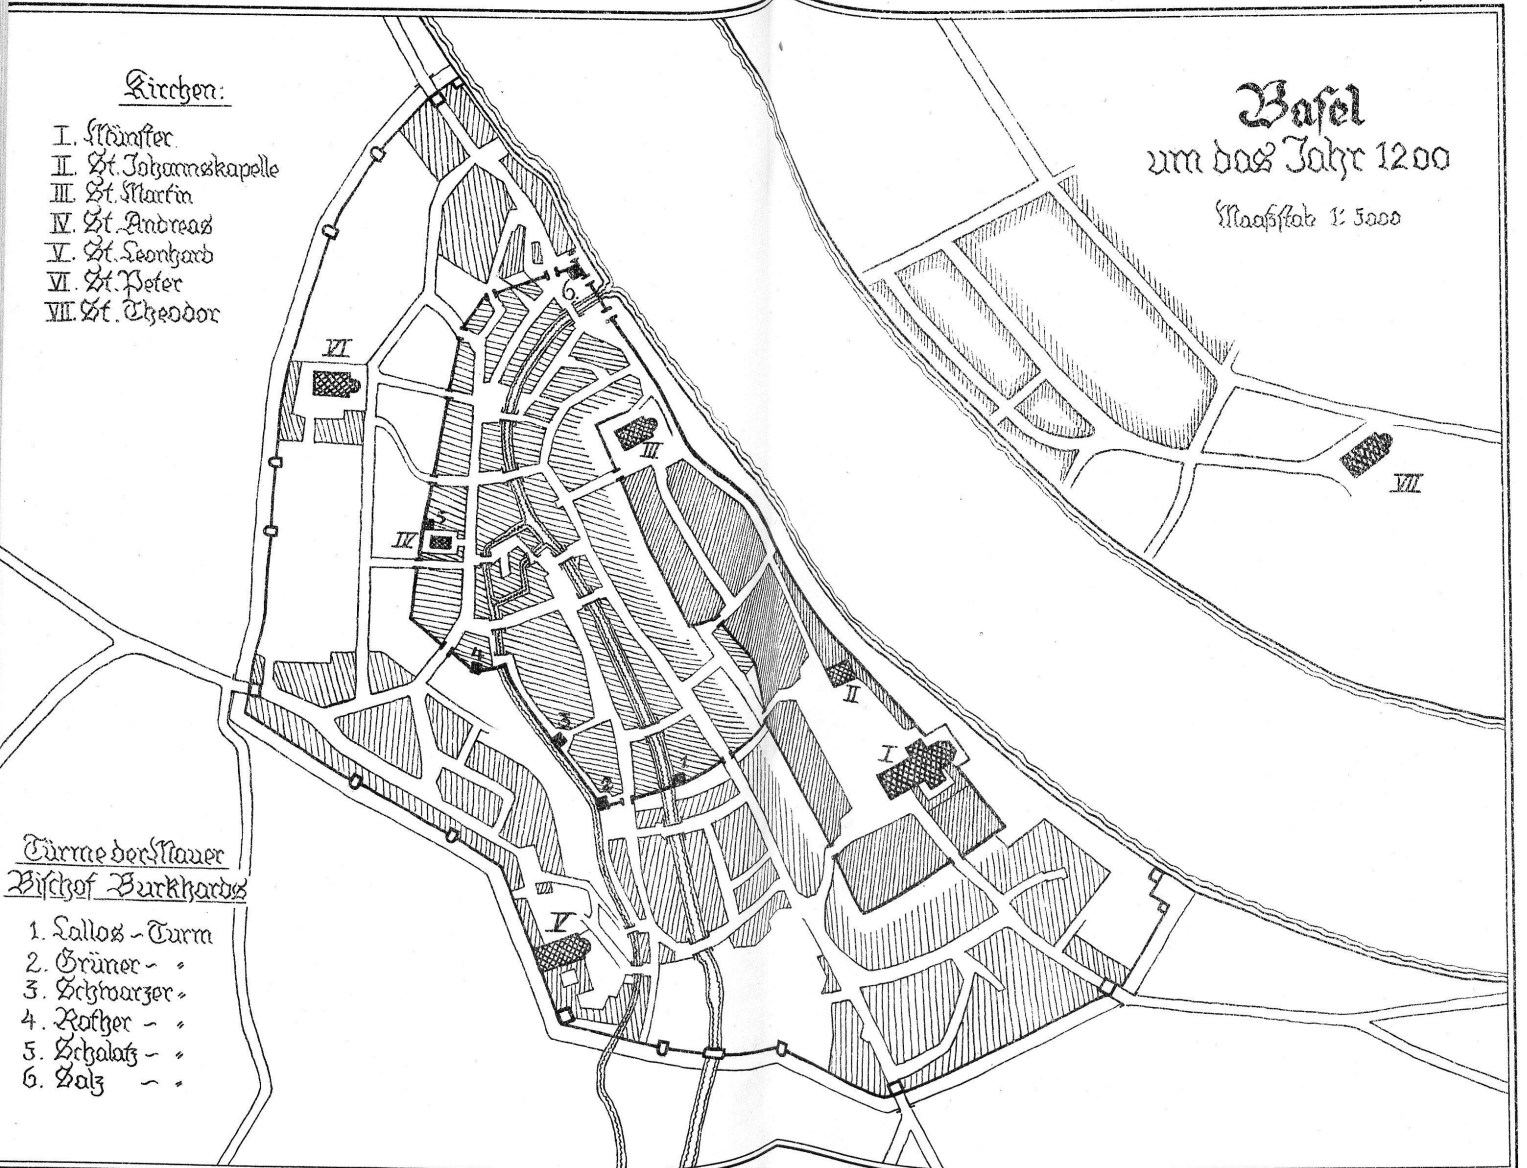 Kirchen:
I. Münster
II. St. Johannskapelle
III. St. Martin
IV. St. Andreas
V. St. Leonhard
VI. St. Peter
VII. St. Theodor
Basel
um das Jahr 1200
Maaßstab 1: 5000
6
VI
III
VII
5
IV
4
II
3
I
1
2
V
Türme der Mauer
Bischof Burkhards
1. Lallos - Turm
2. Grüner - "
3. Schwarzer "
4. Rother - "
5. Schalatz - "
6. Salz - "